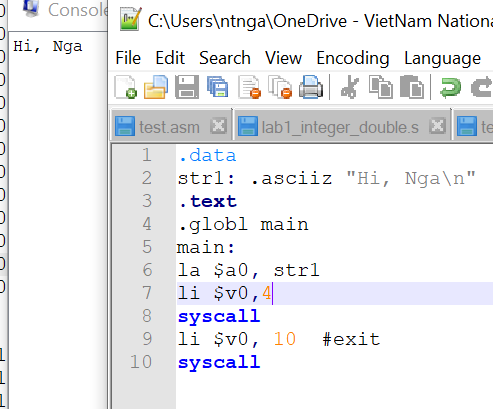 Console
Hi, Nga
C:\Users\ntnga\OneDrive - VietNam Nationa
File Edit Search View Encoding Language
test.asm lab1_integer_double.s te
1 .data
2 str1: .asciiz "Hi, Nga\n"
3 .text
4 .globl main
5 main:
6 la $a0, str1
7 li $v0,4
8 syscall
9 li $v0, 10  #exit
10 syscall